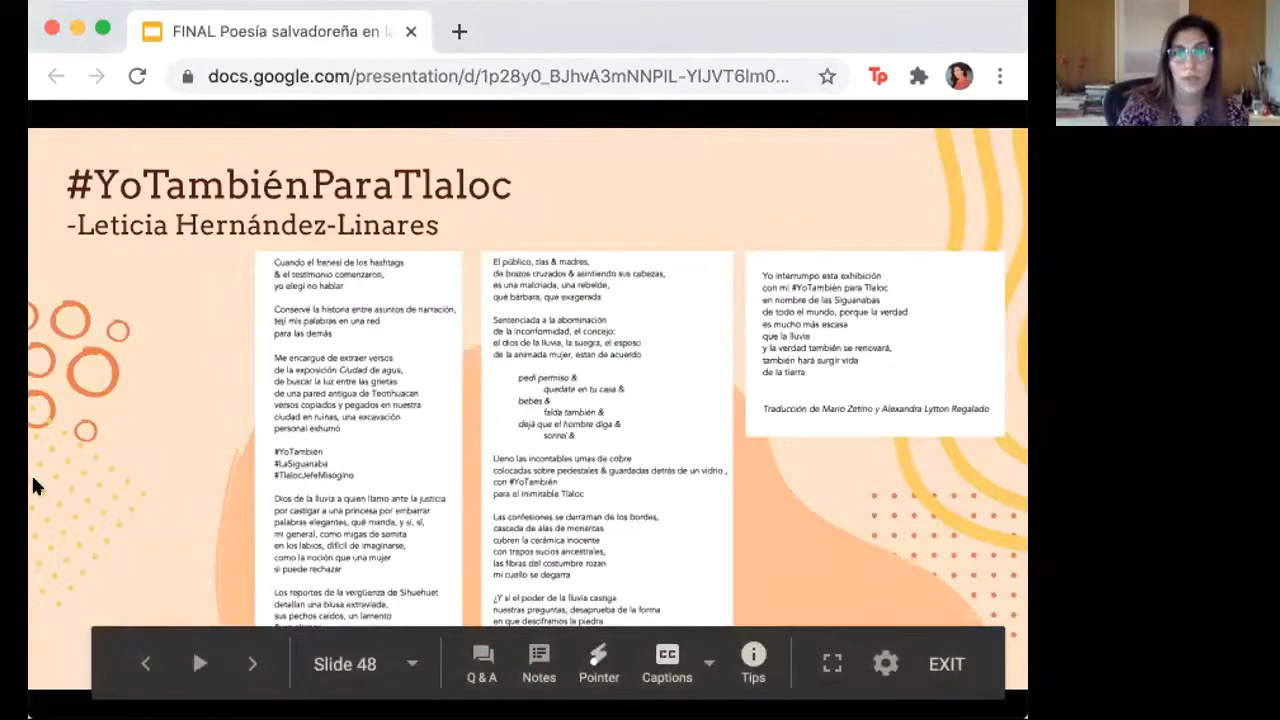 FINAL Poesía salvadoreña en l
docs.google.com/presentation/d/1p28y0_BJhvA3mNNPlL-YlJVT6lm0...
Tp
#YoTambiénParaTlaloc
-Leticia Hernández-Linares
Cuando el frenesí de los hashtags
& el testimonio comenzaron,
yo elegí no hablar
Conservé la historia entre asuntos de narración,
tejí mis palabras en una red
para las demás
Me encargué de extraer versos
de la exposición Ciudad de agua,
de buscar la luz entre las grietas
de una pared antigua de Teotihuacan
versos copiados y pegados en nuestra
ciudad en ruinas, una excavación
personal exhumó
#YoTambién
#LaSiguanaba
#TlalocJefeMisógino
Dios de la lluvia a quien llamo ante la justicia
por castigar a una princesa por embarrar
palabras elegantes, qué manda, y sí, sí,
mi general, como migas de semita
en los labios, difícil de imaginarse,
como la noción que una mujer
si puede rechazar
Los reportes de la vergüenza de Sihuehuet
detallan una blusa extraviada,
sus pechos caídos, un lamento
El público, tías & madres,
de brazos cruzados & asintiendo sus cabezas,
es una malcriada, una rebelde,
qué bárbara, qué exagerada
Sentenciada a la abominación
de la inconformidad, el concejo:
el dios de la lluvia, la suegra, el esposo
de la animada mujer, estan de acuerdo
pedí permiso &
quedate en tu casa &
bebes &
falda también &
dejá que el hombre diga &
sonreí &
Lleno las incontables urnas de cobre
colocadas sobre pedestales & guardadas detrás de un vidrio ,
con #YoTambién
para el inimitable Tlaloc
Las confesiones se derraman de los bordes,
cascada de alas de monarcas
cubren la cerámica inocente
con trapos sucios ancestrales,
las fibras del costumbre rozan
mi cuello se degarra
¿Y si el poder de la lluvia castiga
nuestras preguntas, desaprueba de la forma
en que desciframos la piedra
Yo interrumpo esta exhibición
con mi #YoTambién para Tlaloc
en nombre de las Siguanabas
de todo el mundo, porque la verdad
es mucho más escasa
que la lluvia
y la verdad también se renovará,
también hará surgir vida
de la tierra
Traducción de Mario Zetino y Alexandra Lytton Regalado
Slide 48
Q & A
Notes
Pointer
CC
Captions
Tips
EXIT